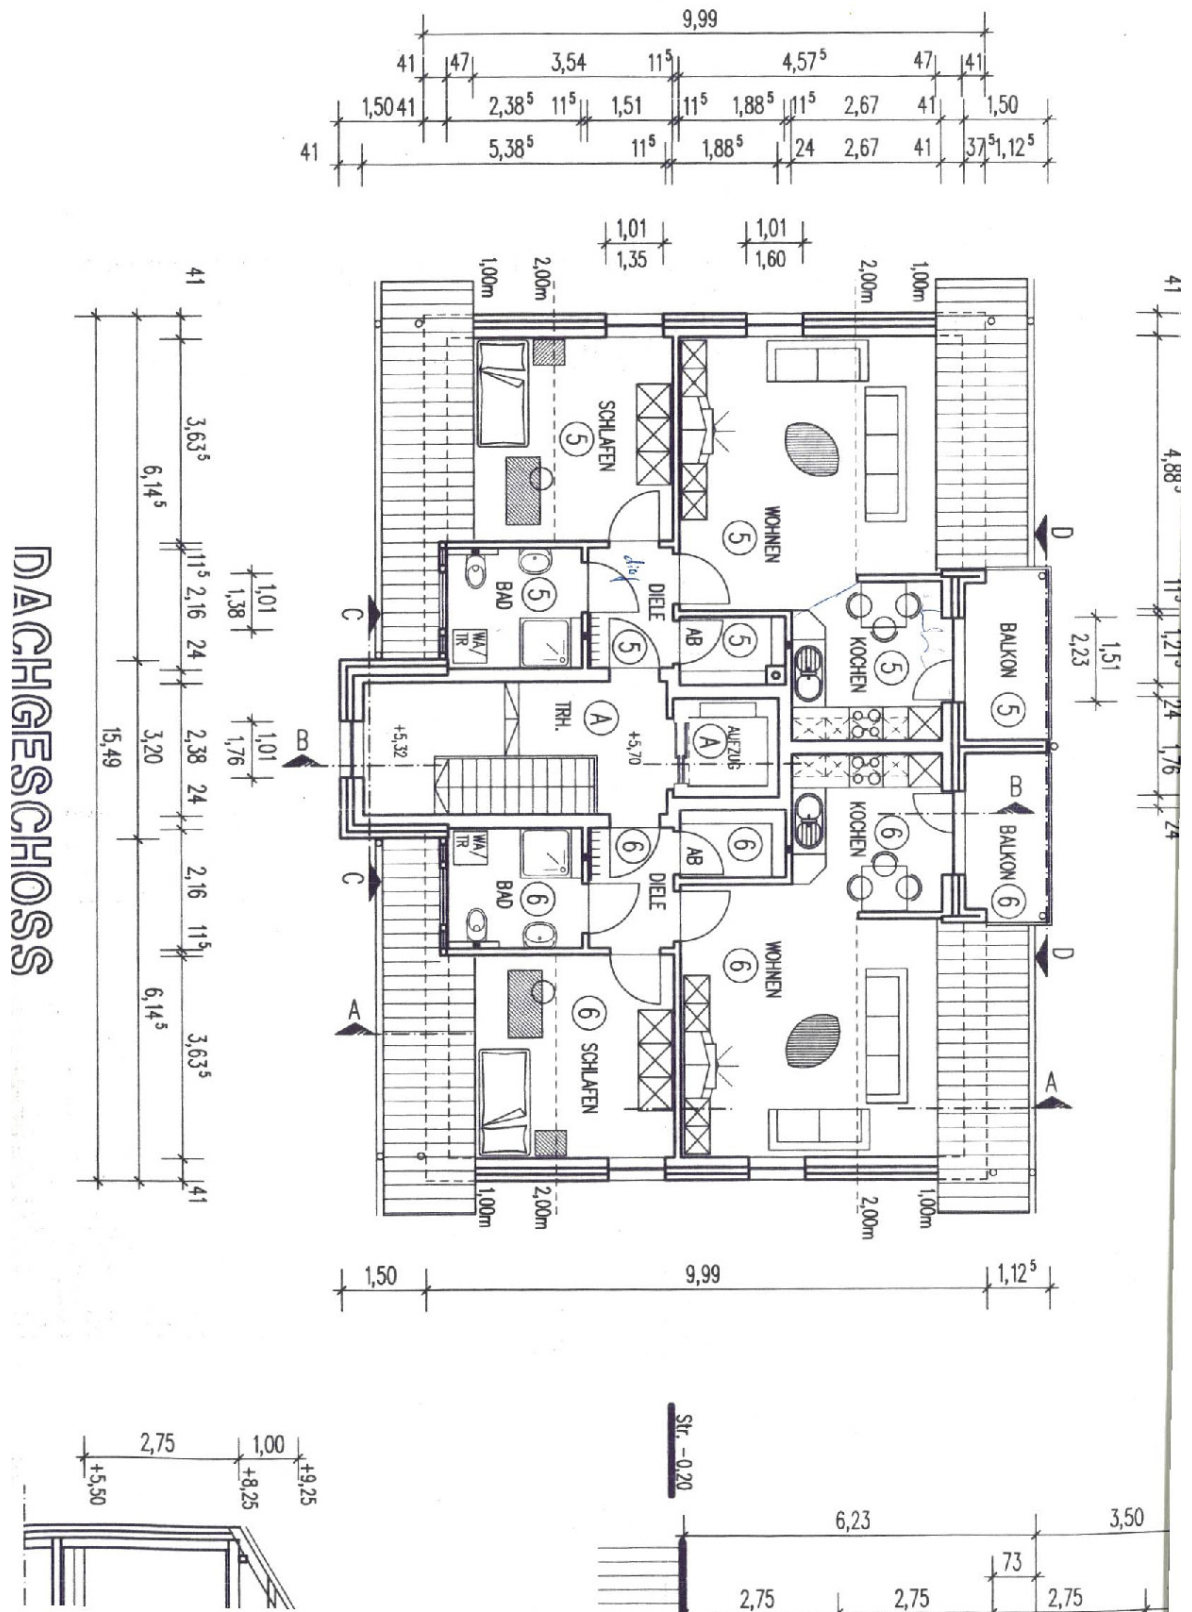 9,99
41 47 3,54 11⁵ 4,57⁵ 47 41
1,50 41 2,38⁵ 11⁵ 1,51 11⁵ 1,88⁵ 11⁵ 2,67 41 1,50
41 5,38⁵ 11⁵ 1,88⁵ 24 2,67 41 37⁵ 1,12⁵
1,01 1,01
1,35 1,60
1,00m 2,00m 2,00m 1,00m
41 3,63⁵ 11⁵ 2,16 24 2,38 24 2,16 11⁵ 3,63⁵ 41
6,14⁵ 3,20 6,14⁵
15,49
1,01
1,38
1,01
1,76
41 4,88⁵ 11⁵ 1,21⁵ 24 1,76 24
1,51
2,23
SCHLAFEN
5
WOHNEN
5
D
BAD
5
WA/
TR
DIELE
5
AB
5
KOCHEN
5
BALKON
5
C
TRH.
A
+5,32
+5,70
AUFZUG
A
B
B
KOCHEN
6
BALKON
6
AB
6
DIELE
6
BAD
6
WA/
TR
C
D
SCHLAFEN
6
WOHNEN
6
A
A
1,00m 2,00m 2,00m 1,00m
1,50 9,99 1,12⁵
DACHGESCHOSS
Str. -0,20
2,75 1,00
+5,50 +8,25 +9,25
6,23 3,50
73
2,75 2,75 2,75